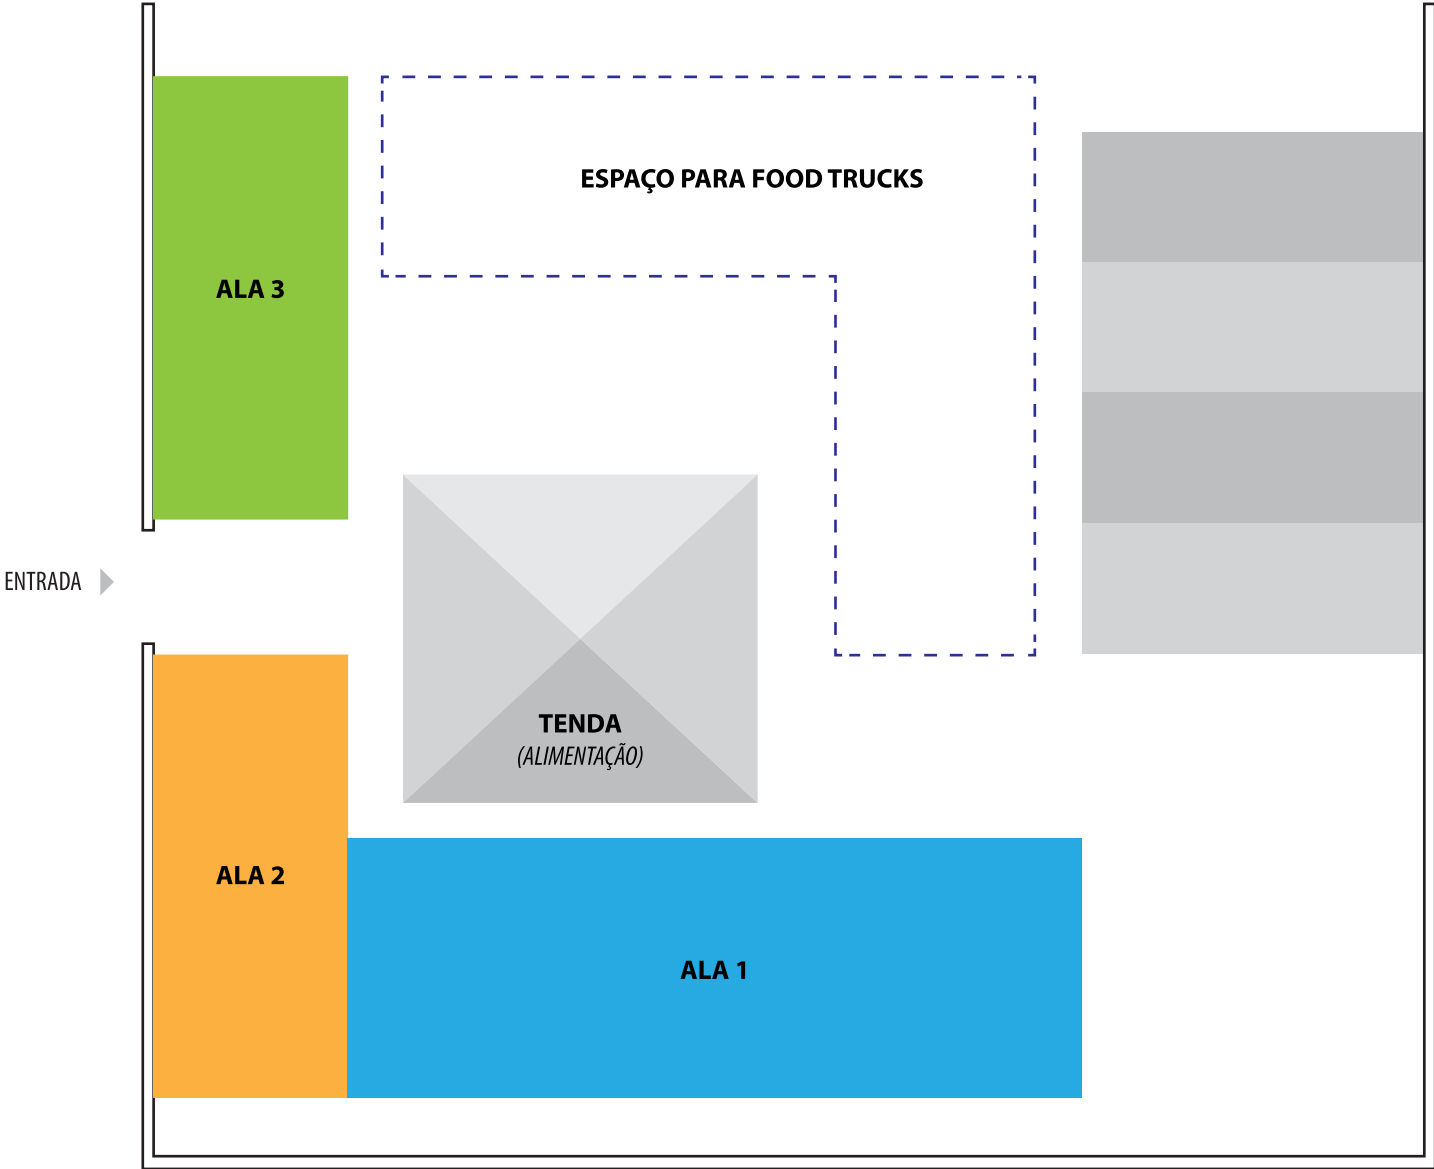 ESPAÇO PARA FOOD TRUCKS
ALA 3
ENTRADA
TENDA
(ALIMENTAÇÃO)
ALA 2
ALA 1